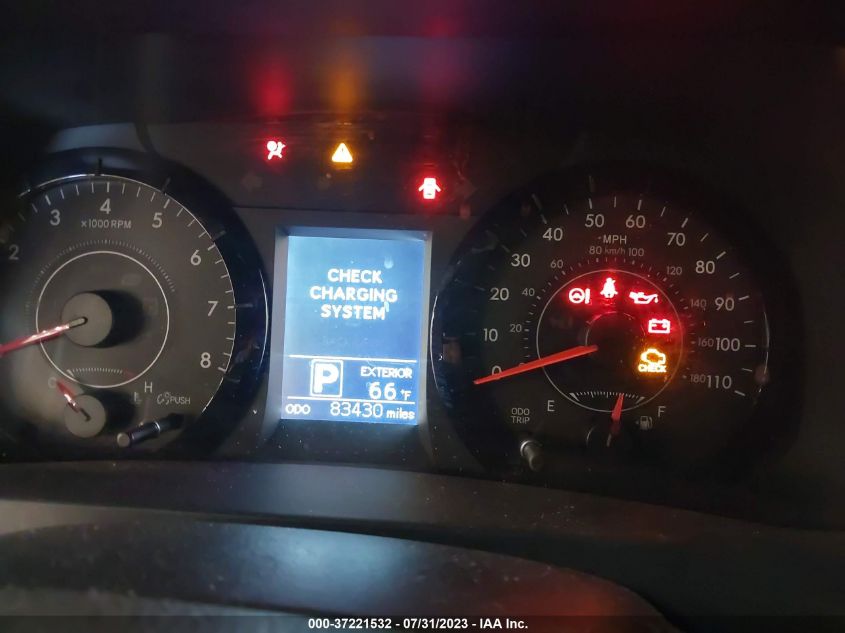 2 3 4 5 6 7 8
×1000 RPM
C H
PUSH
CHECK
CHARGING
SYSTEM
P EXTERIOR
66°F
ODO 83430 miles
0 10 20 30 40 50 60 70 80 90 100 110
MPH
20 40 60 80 km/h 100 120 140 160 180
CHECK
ODO
TRIP
E F
000-37221532 - 07/31/2023 - IAA Inc.